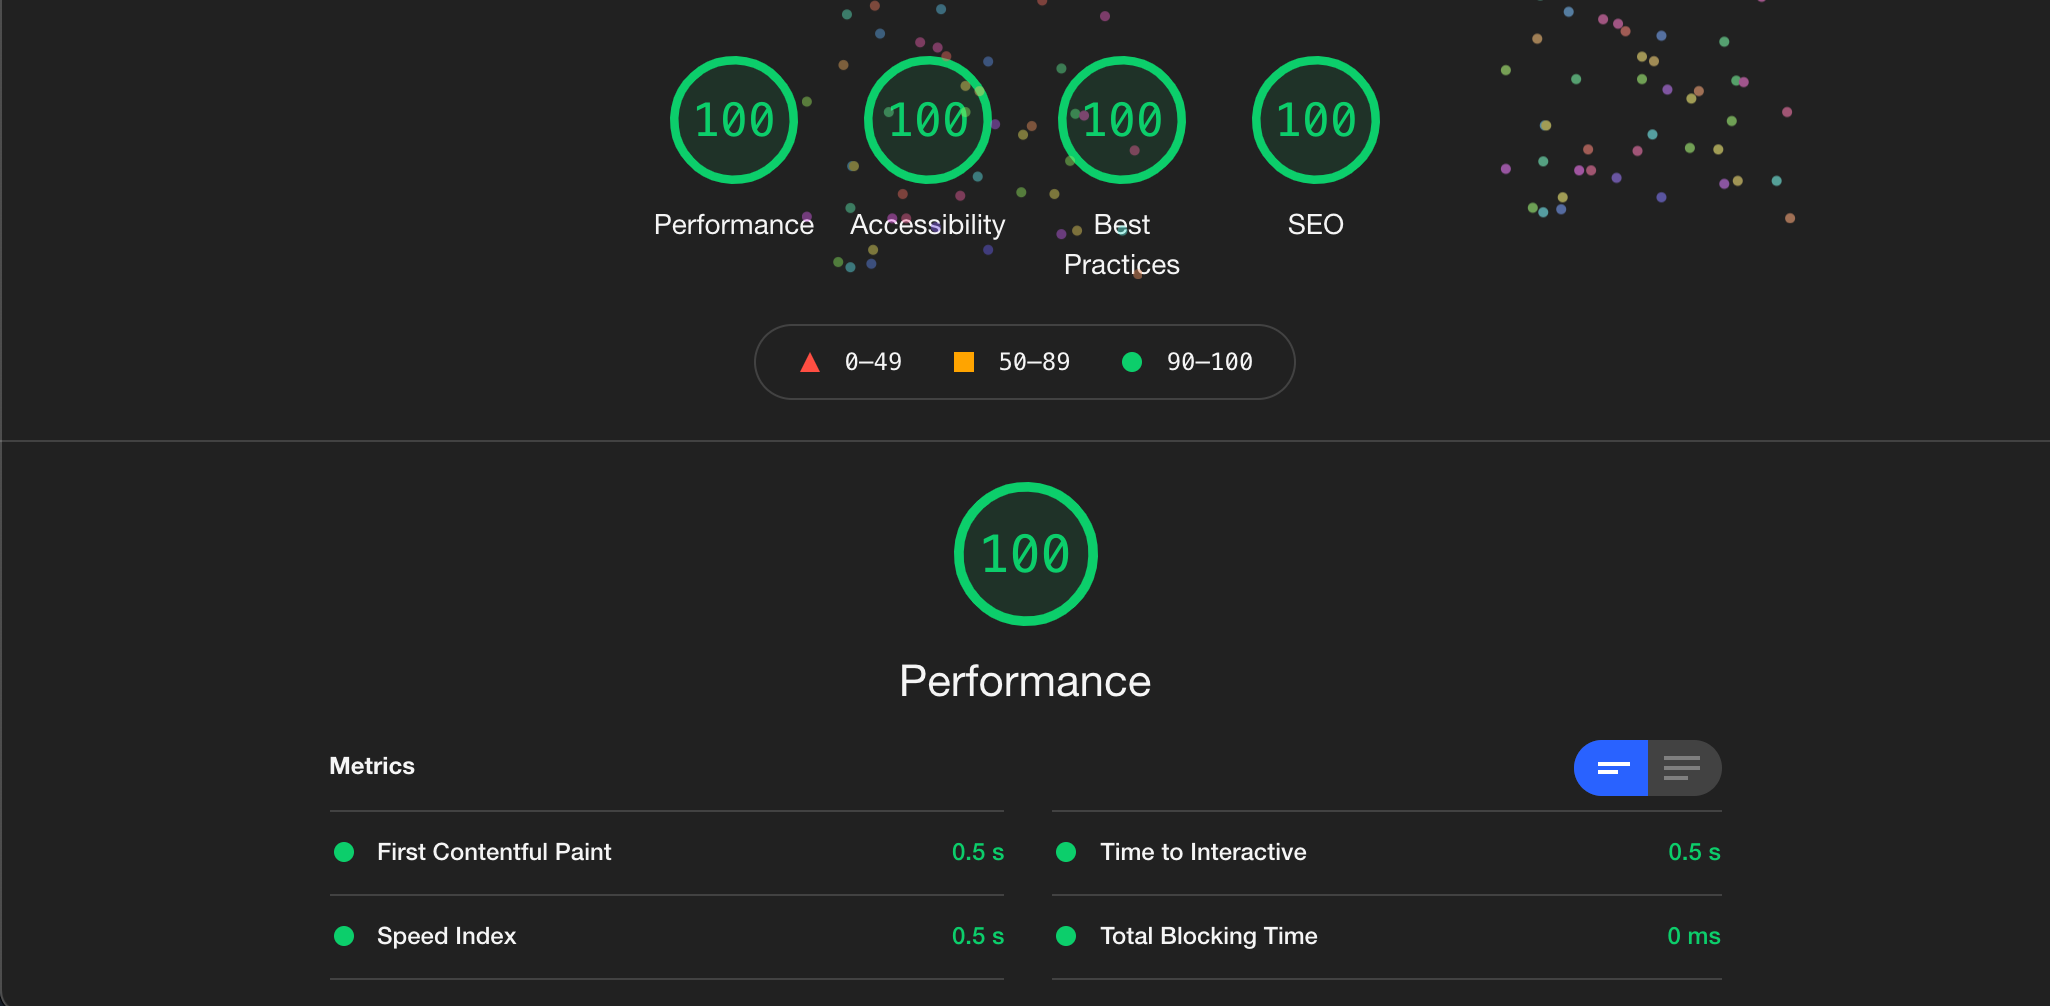 100 100 100 100
Performance Accessibility Best Practices SEO
0–49 50–89 90–100
100
Performance
Metrics
First Contentful Paint 0.5 s
Time to Interactive 0.5 s
Speed Index 0.5 s
Total Blocking Time 0 ms